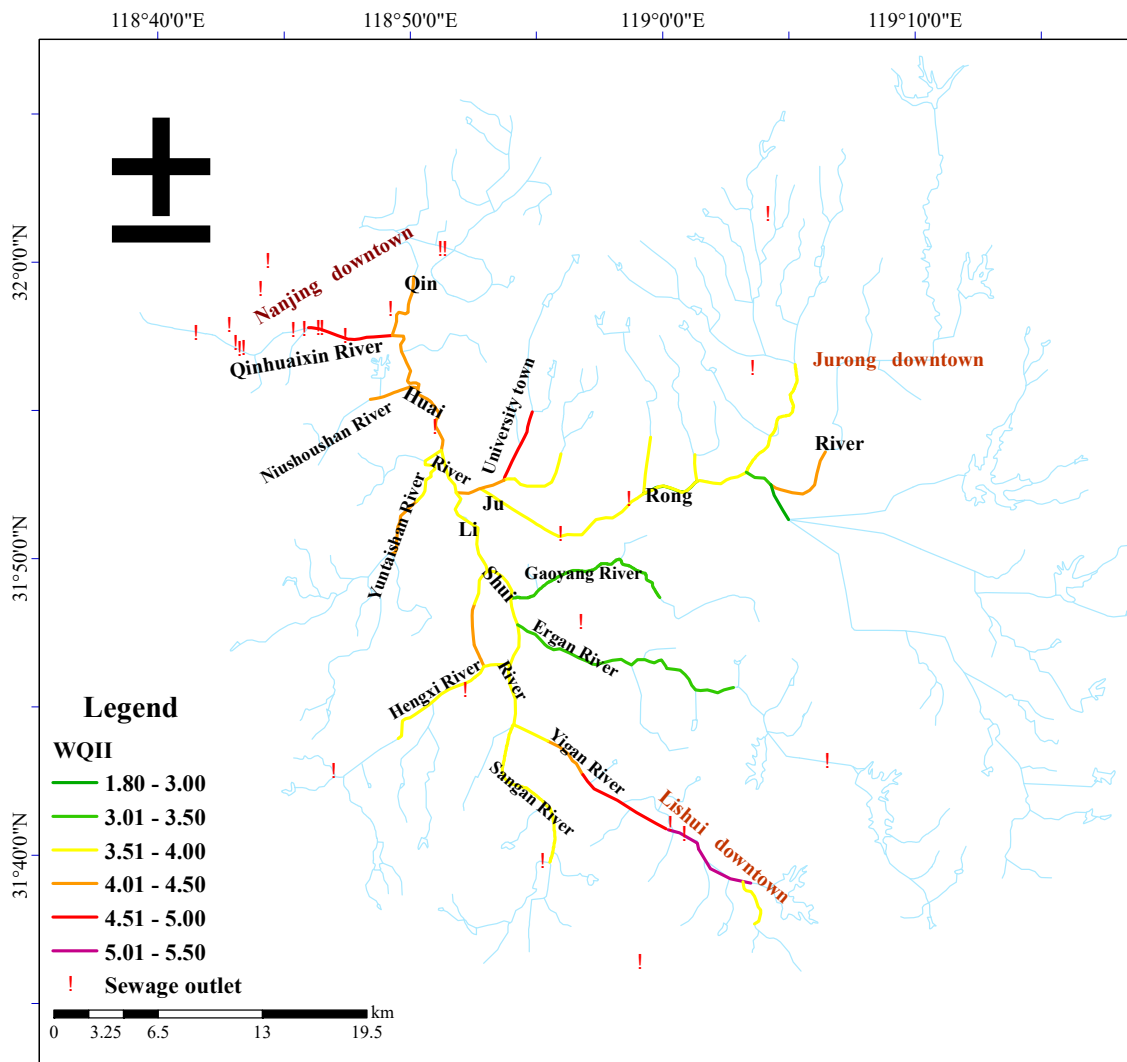 118°40'0"E
118°50'0"E
119°0'0"E
119°10'0"E
32°0'0"N
31°50'0"N
31°40'0"N
Nanjing downtown
Qin
Qinhuaixin River
Huai
Niushoushan River
University town
Jurong downtown
River
River
Ju
Rong
Li
Yuntaishan River
Shui
Gaoyang River
Ergan River
Hengxi River
River
Yigan River
Sangan River
Lishui downtown
Legend
WQII
1.80 - 3.00
3.01 - 3.50
3.51 - 4.00
4.01 - 4.50
4.51 - 5.00
5.01 - 5.50
! Sewage outlet
km
0 3.25 6.5 13 19.5